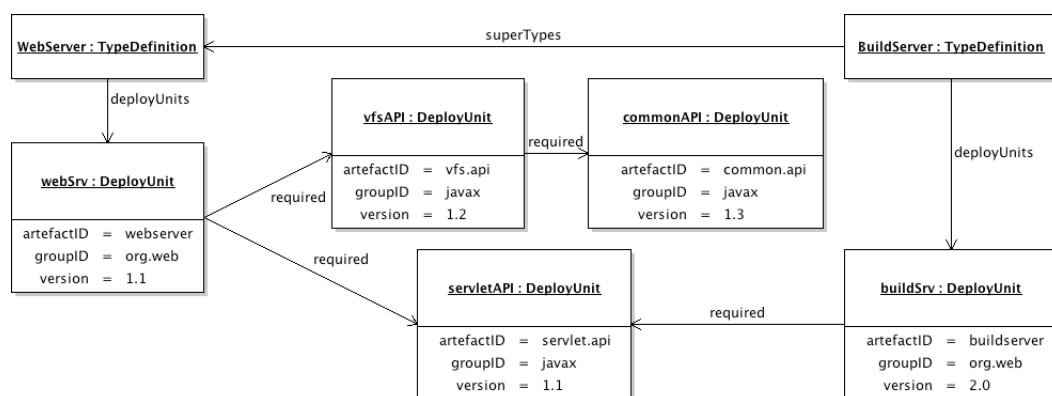 superTypes
WebServer : TypeDefinition
BuildServer : TypeDefinition
deployUnits
vfsAPI : DeployUnit
artefactID = vfs.api
groupID = javax
version = 1.2
required
commonAPI : DeployUnit
artefactID = common.api
groupID = javax
version = 1.3
deployUnits
webSrv : DeployUnit
artefactID = webserver
groupID = org.web
version = 1.1
required
required
servletAPI : DeployUnit
artefactID = servlet.api
groupID = javax
version = 1.1
required
buildSrv : DeployUnit
artefactID = buildserver
groupID = org.web
version = 2.0